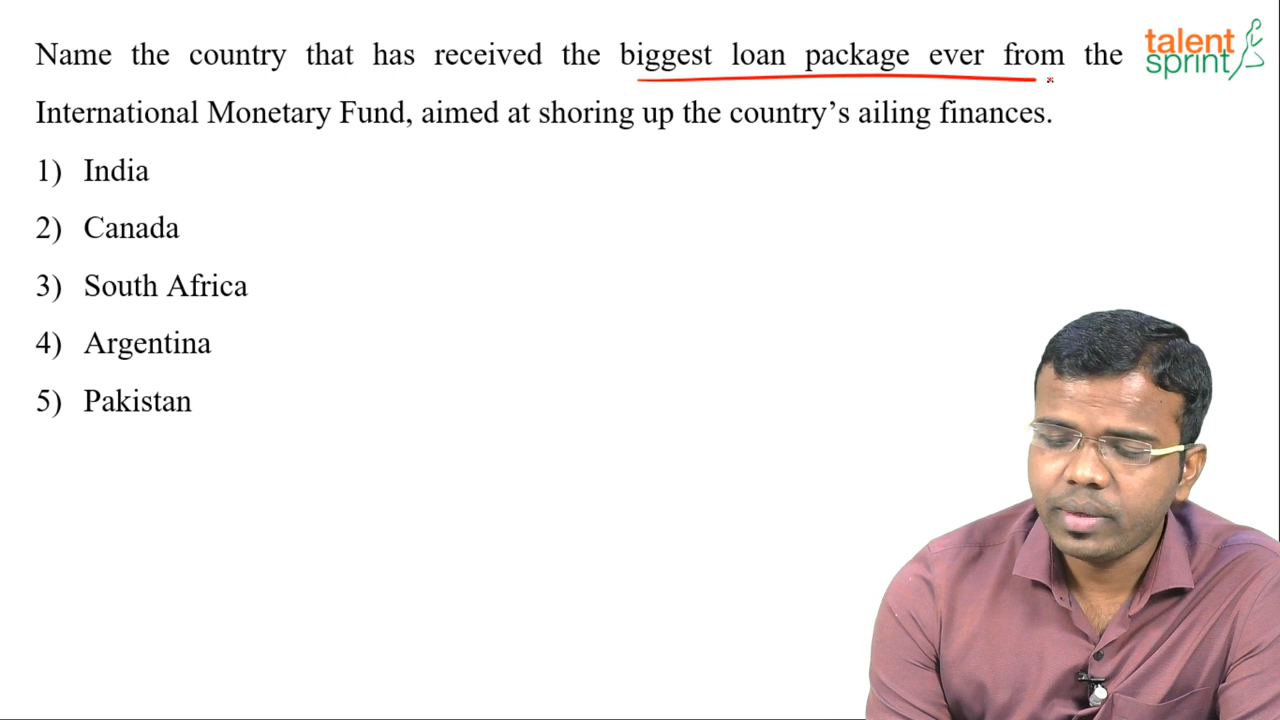 Name the country that has received the biggest loan package ever from the
International Monetary Fund, aimed at shoring up the country’s ailing finances.
1) India
2) Canada
3) South Africa
4) Argentina
5) Pakistan
talent
sprint